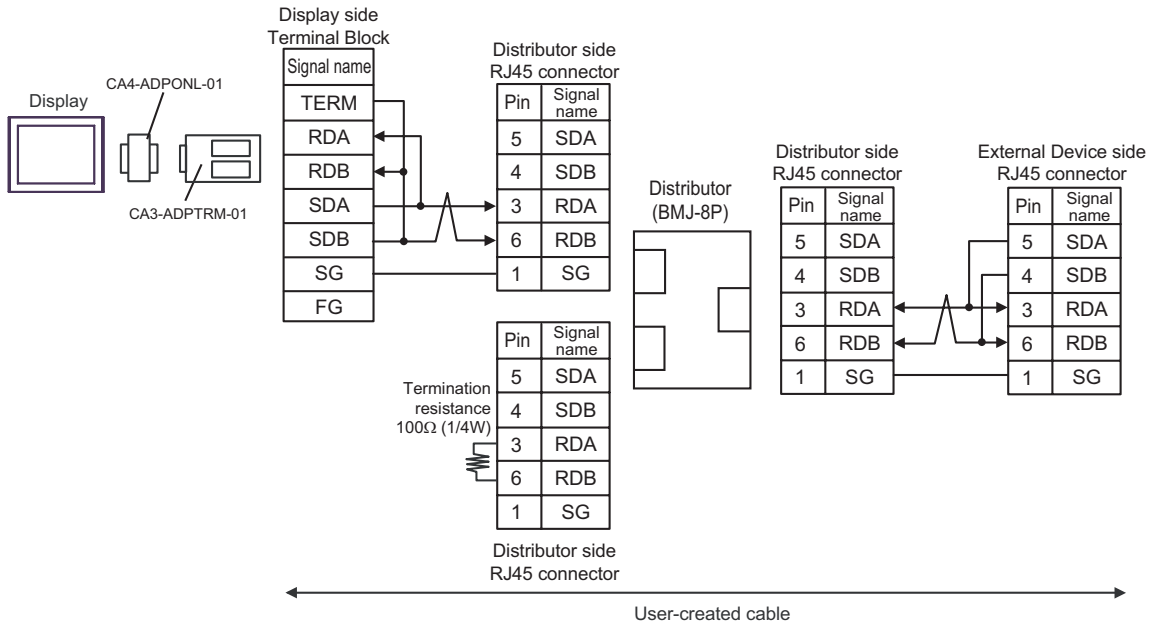 Display
CA4-ADPONL-01
CA3-ADPTRM-01
Display side
Terminal Block
Signal name
TERM
RDA
RDB
SDA
SDB
SG
FG
Distributor side
RJ45 connector
Pin Signal
name
5 SDA
4 SDB
3 RDA
6 RDB
1 SG
Termination
resistance
100Ω (1/4W)
Pin Signal
name
5 SDA
4 SDB
3 RDA
6 RDB
1 SG
Distributor side
RJ45 connector
Distributor
(BMJ-8P)
Distributor side
RJ45 connector
Pin Signal
name
5 SDA
4 SDB
3 RDA
6 RDB
1 SG
External Device side
RJ45 connector
Pin Signal
name
5 SDA
4 SDB
3 RDA
6 RDB
1 SG
User-created cable